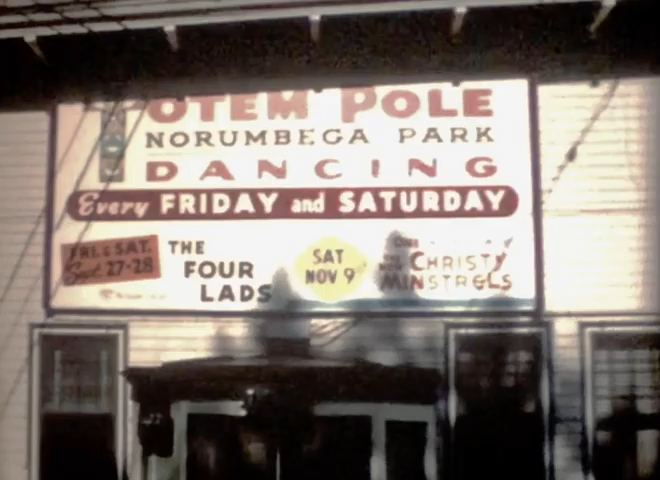 OTEM POLE
NORUMBEGA PARK
DANCING
Every FRIDAY and SATURDAY
FRI. & SAT.
Sept. 27-28
THE
FOUR
LADS
SAT
NOV 9
CHRISTY
MINSTRELS